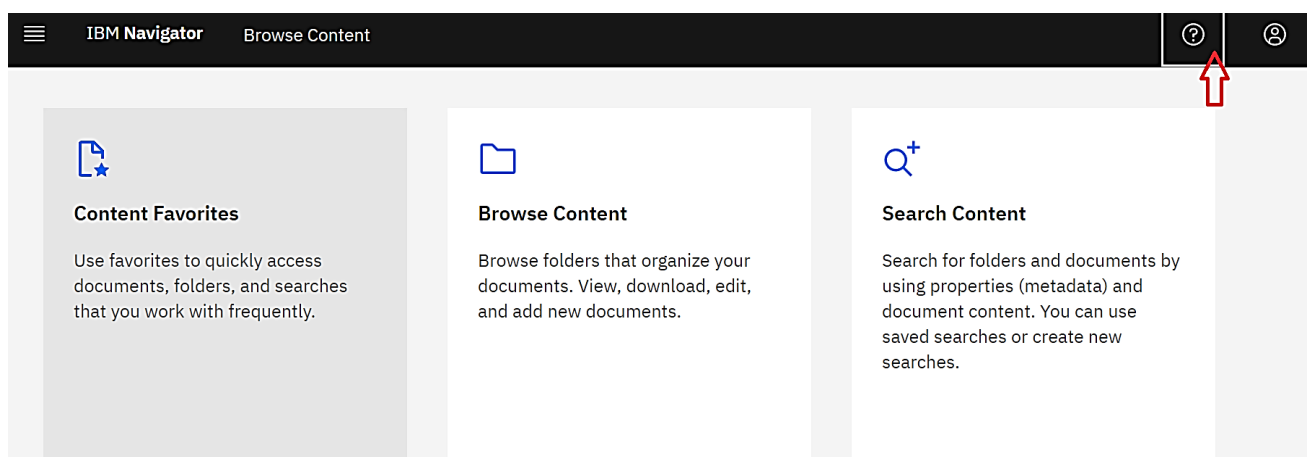 IBM Navigator Browse Content
Content Favorites
Use favorites to quickly access
documents, folders, and searches
that you work with frequently.
Browse Content
Browse folders that organize your
documents. View, download, edit,
and add new documents.
Search Content
Search for folders and documents by
using properties (metadata) and
document content. You can use
saved searches or create new
searches.